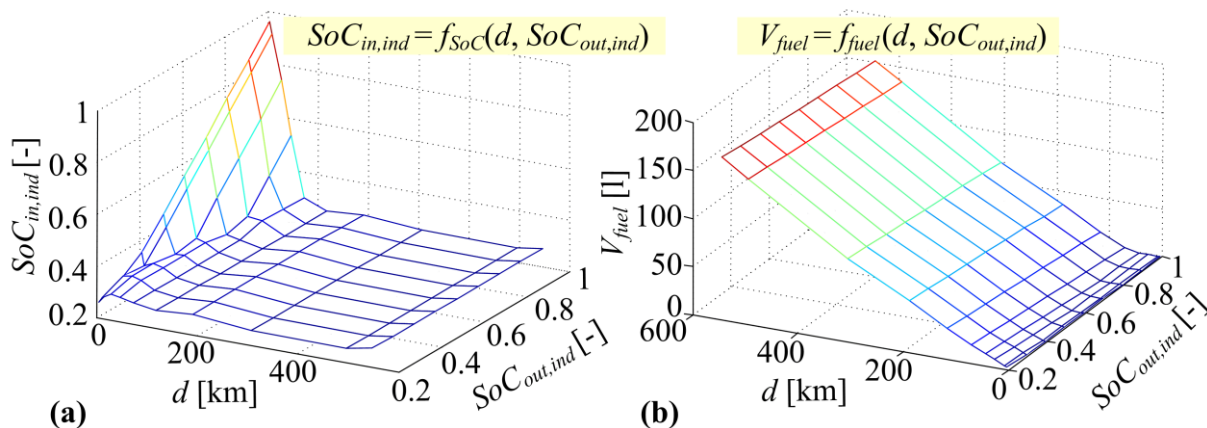 SoC_in,ind = f_SoC(d, SoC_out,ind)
V_fuel = f_fuel(d, SoC_out,ind)
1
0.8
0.6
0.4
0.2
SoC_in,ind [-]
0
200
400
d [km]
0.2
0.4
0.6
0.8
1
SoC_out,ind [-]
(a)
200
150
100
50
0
V_fuel [l]
600
400
200
0
d [km]
0.2
0.4
0.6
0.8
1
SoC_out,ind [-]
(b)